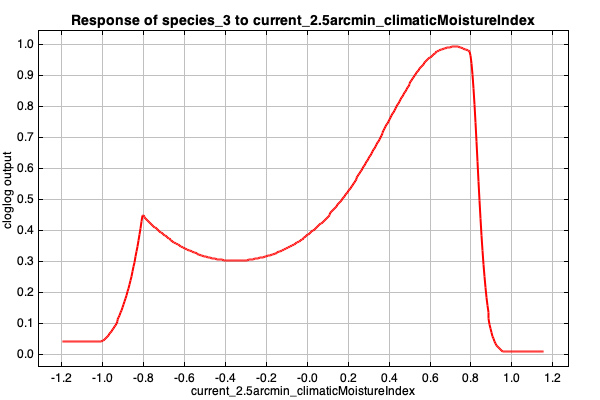 Response of species_3 to current_2.5arcmin_climaticMoistureIndex
1.0
0.9
0.8
0.7
0.6
0.5
0.4
0.3
0.2
0.1
0.0
cloglog output
-1.2 -1.0 -0.8 -0.6 -0.4 -0.2 0.0 0.2 0.4 0.6 0.8 1.0 1.2
current_2.5arcmin_climaticMoistureIndex